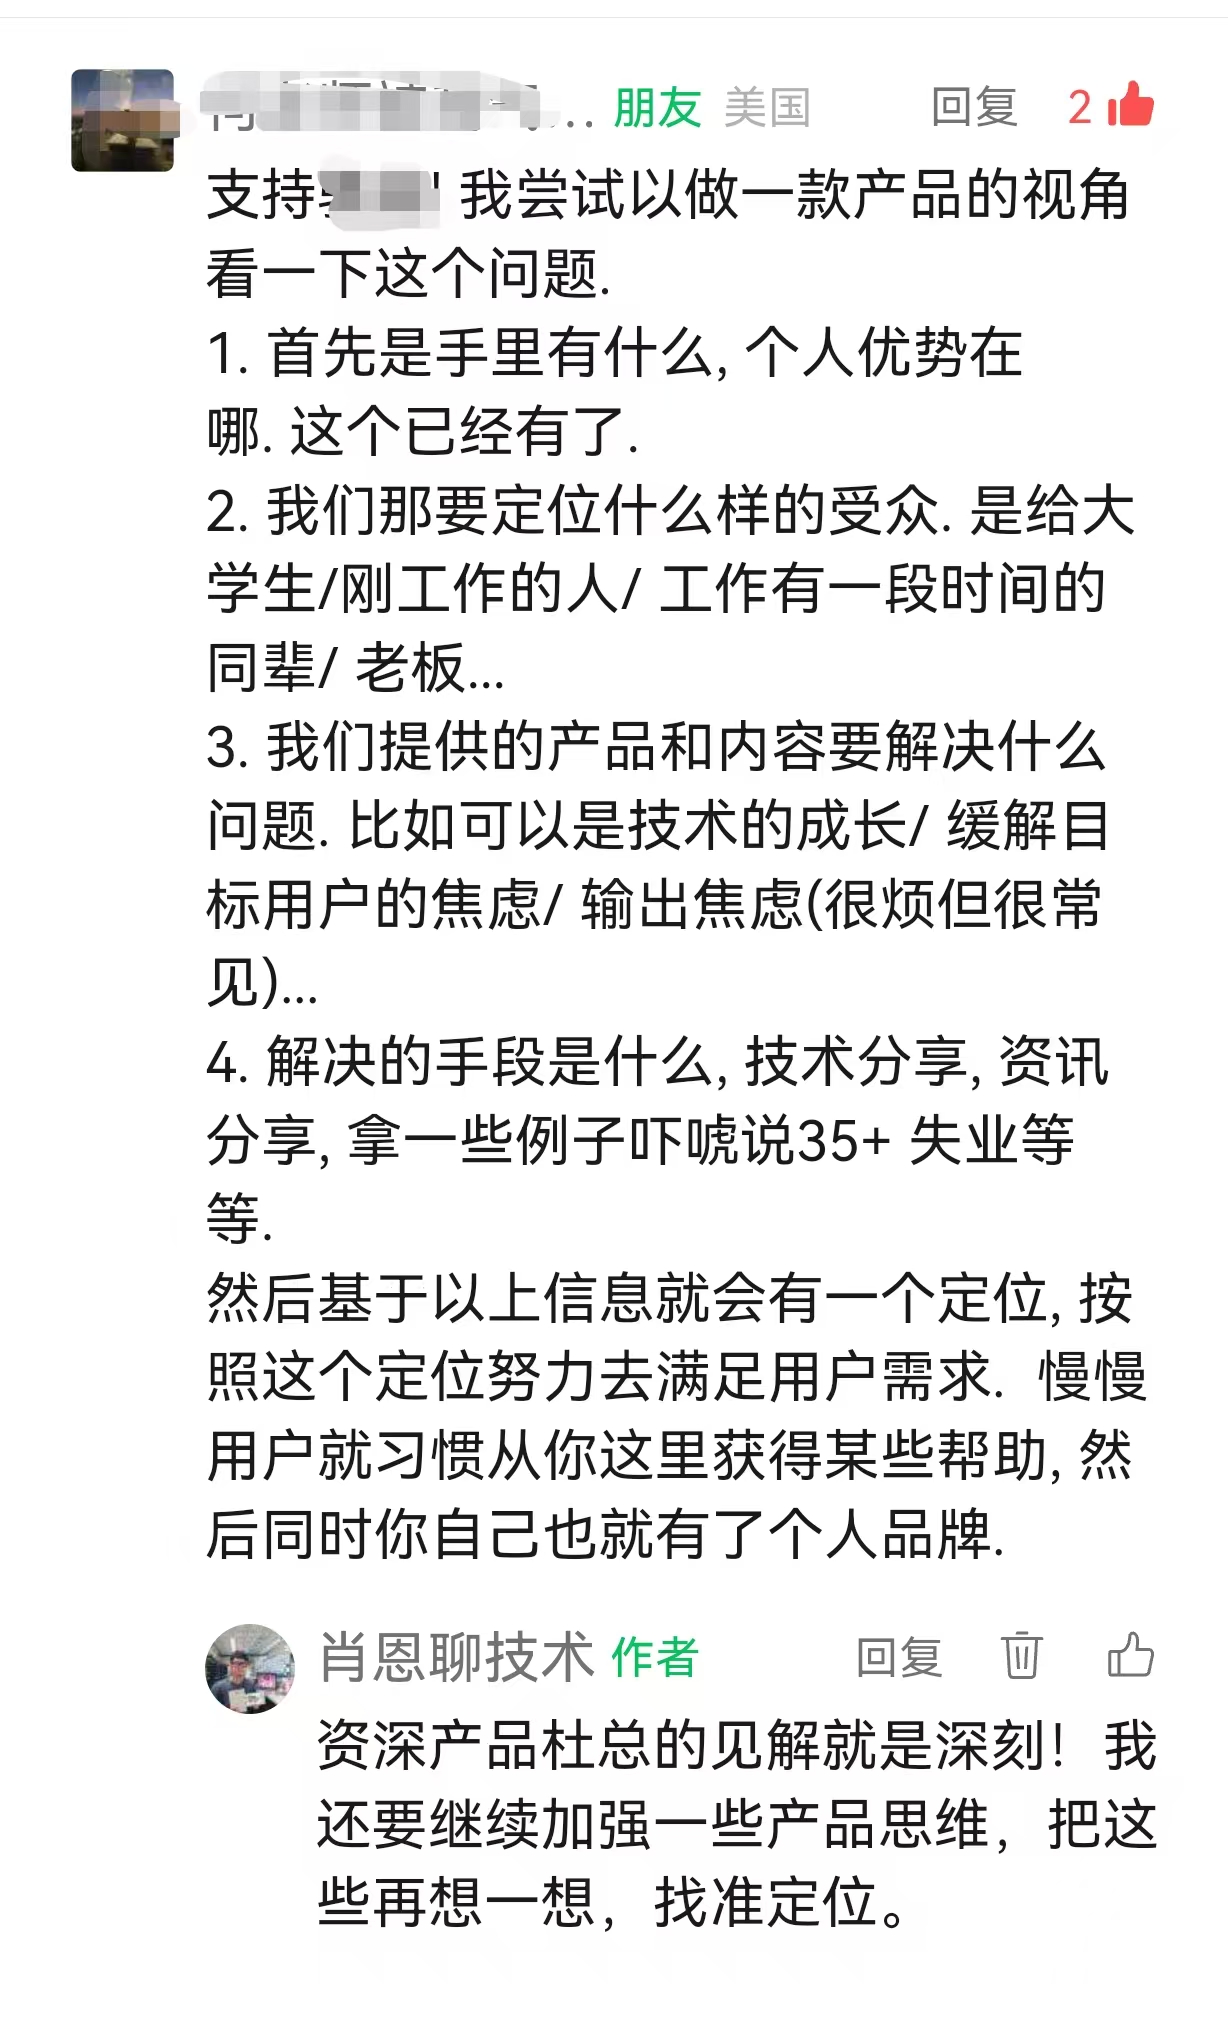 朋友 美国 回复 2
支持 我尝试以做一款产品的视角
看一下这个问题.
1. 首先是手里有什么, 个人优势在
哪. 这个已经有了.
2. 我们那要定位什么样的受众. 是给大
学生/刚工作的人/ 工作有一段时间的
同辈/ 老板...
3. 我们提供的产品和内容要解决什么
问题. 比如可以是技术的成长/ 缓解目
标用户的焦虑/ 输出焦虑(很烦但很常
见)...
4. 解决的手段是什么, 技术分享, 资讯
分享, 拿一些例子吓唬说35+ 失业等
等.
然后基于以上信息就会有一个定位, 按
照这个定位努力去满足用户需求. 慢慢
用户就习惯从你这里获得某些帮助, 然
后同时你自己也就有了个人品牌.
肖恩聊技术 作者 回复
资深产品杜总的见解就是深刻！我
还要继续加强一些产品思维，把这
些再想一想，找准定位。